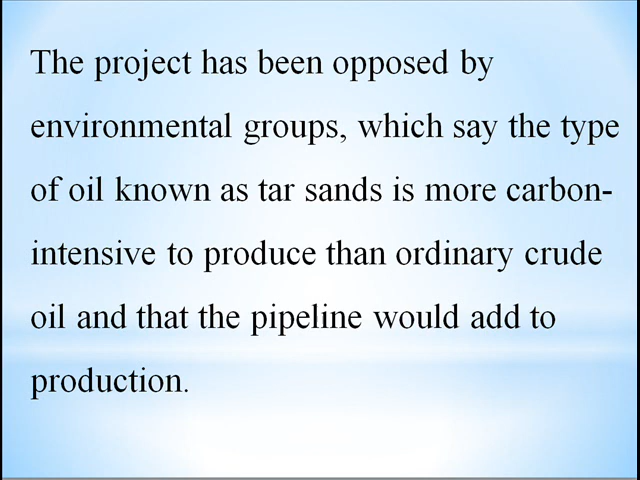 The project has been opposed by
environmental groups, which say the type
of oil known as tar sands is more carbon-
intensive to produce than ordinary crude
oil and that the pipeline would add to
production.